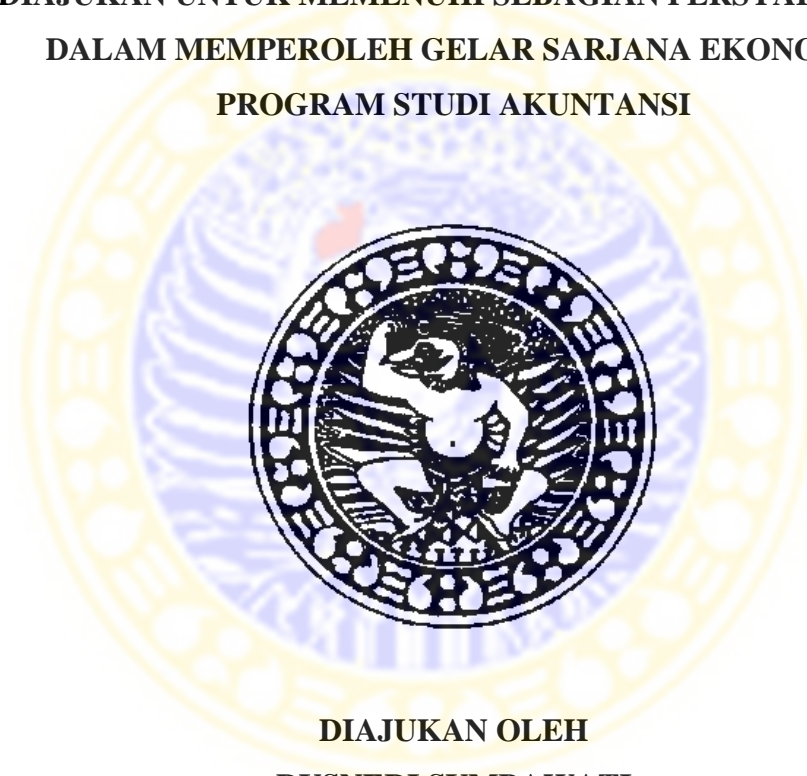 DIAJUKAN UNTUK MEMENUHI SEBAGIAN
DALAM MEMPEROLEH GELAR SARJANA
PROGRAM STUDI AKUNTANSI
DIAJUKAN OLEH